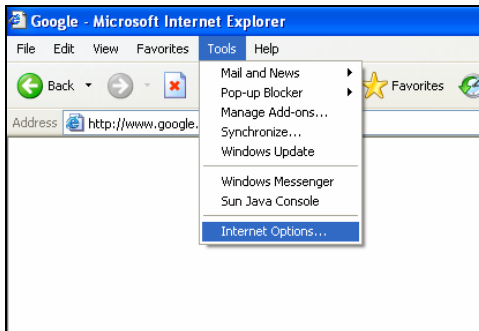 Google - Microsoft Internet Explorer
File Edit View Favorites Tools Help
Back Favorites
Mail and News
Pop-up Blocker
Manage Add-ons...
Address http://www.google.
Synchronize...
Windows Update
Windows Messenger
Sun Java Console
Internet Options...